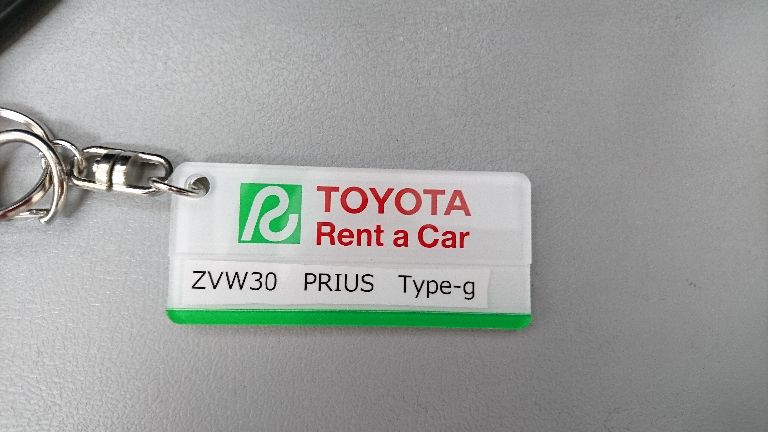 TOYOTA
Rent a Car
ZVW30 PRIUS Type-g